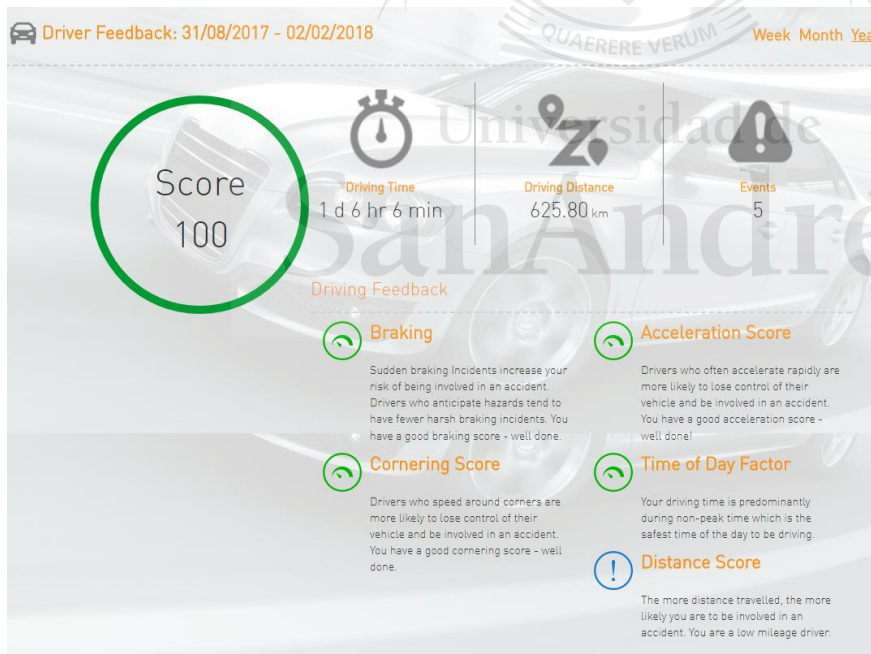 QUAERERE VERUM
Driver Feedback: 31/08/2017 - 02/02/2018
Week Month Yea
Universidad de
SanAndré
Score
100
Driving Time
1 d 6 hr 6 min
Driving Distance
625.80 km
Events
5
Driving Feedback
Braking
Sudden braking Incidents increase your
risk of being involved in an accident.
Drivers who anticipate hazards tend to
have fewer harsh braking incidents. You
have a good braking score - well done.
Acceleration Score
Drivers who often accelerate rapidly are
more likely to lose control of their
vehicle and be involved in an accident.
You have a good acceleration score -
well done!
Cornering Score
Drivers who speed around corners are
more likely to lose control of their
vehicle and be involved in an accident.
You have a good cornering score - well
done.
Time of Day Factor
Your driving time is predominantly
during non-peak time which is the
safest time of the day to be driving.
Distance Score
The more distance travelled, the more
likely you are to be involved in an
accident. You are a low mileage driver.